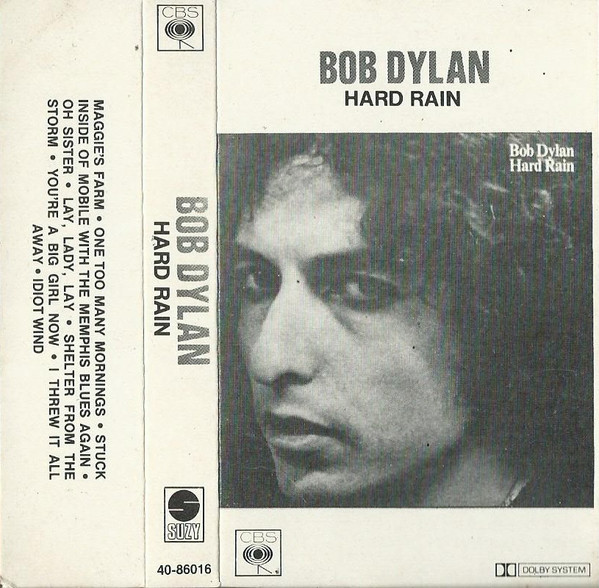 MAGGIE'S FARM • ONE TOO MANY MORNINGS • STUCK
INSIDE OF MOBILE WITH THE MEMPHIS BLUES AGAIN •
OH SISTER • LAY, LADY, LAY • SHELTER FROM THE
STORM • YOU'RE A BIG GIRL NOW • I THREW IT ALL
AWAY • IDIOT WIND
CBS
BOB DYLAN
HARD RAIN
SUZY
40-86016
BOB DYLAN
HARD RAIN
Bob Dylan
Hard Rain
CBS
DOLBY SYSTEM